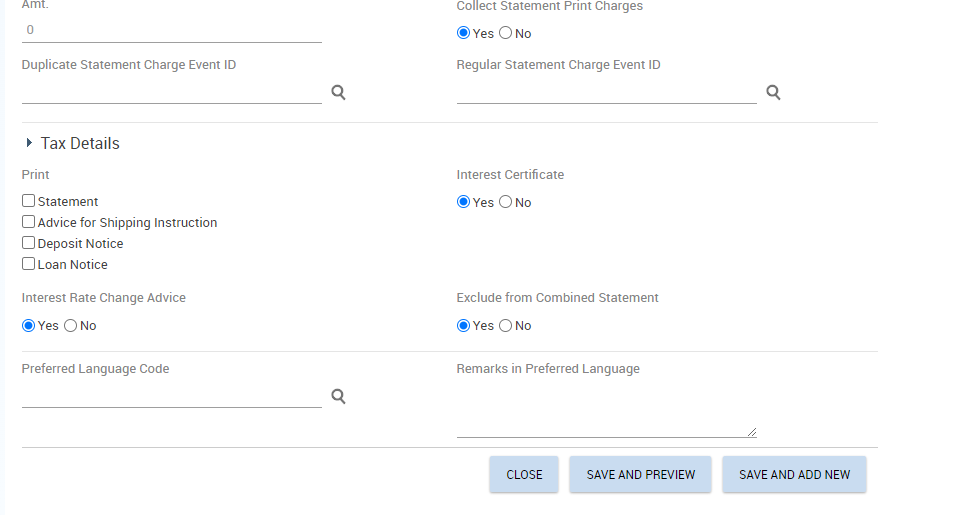 Amt.
Collect Statement Print Charges
0
Yes No
Duplicate Statement Charge Event ID
Regular Statement Charge Event ID
Tax Details
Print
Interest Certificate
Statement
Yes No
Advice for Shipping Instruction
Deposit Notice
Loan Notice
Interest Rate Change Advice
Exclude from Combined Statement
Yes No
Yes No
Preferred Language Code
Remarks in Preferred Language
CLOSE
SAVE AND PREVIEW
SAVE AND ADD NEW